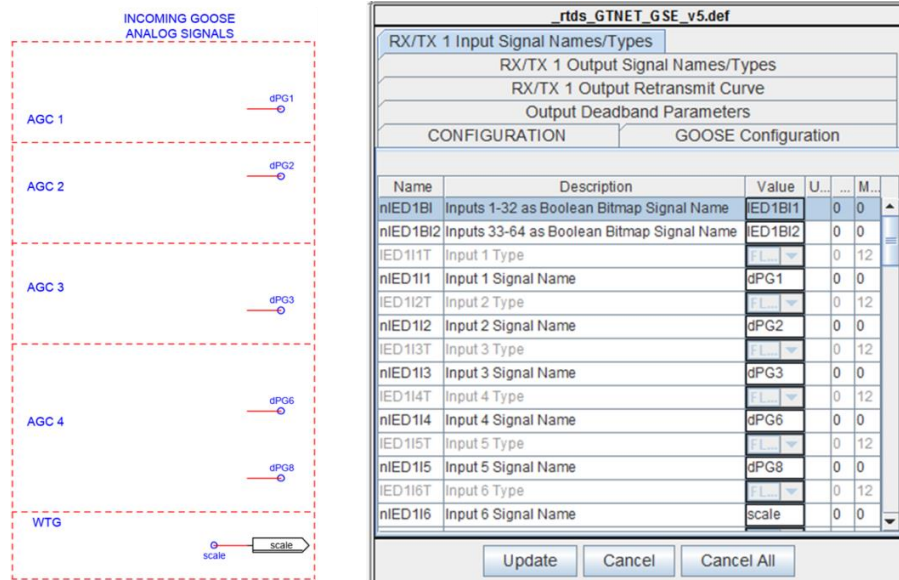 INCOMING GOOSE
ANALOG SIGNALS
dPG1
AGC 1
dPG2
AGC 2
AGC 3
dPG3
dPG6
AGC 4
dPG8
WTG
scale
scale
_rtds_GTNET_GSE_v5.def
RX/TX 1 Input Signal Names/Types
RX/TX 1 Output Signal Names/Types
RX/TX 1 Output Retransmit Curve
Output Deadband Parameters
CONFIGURATION GOOSE Configuration
Name Description Value U... ... M...
nIED1BI Inputs 1-32 as Boolean Bitmap Signal Name IED1BI1 0 0
nIED1BI2 Inputs 33-64 as Boolean Bitmap Signal Name IED1BI2 0 0
IED1I1T Input 1 Type FL... 0 12
nIED1I1 Input 1 Signal Name dPG1 0 0
IED1I2T Input 2 Type FL... 0 12
nIED1I2 Input 2 Signal Name dPG2 0 0
IED1I3T Input 3 Type FL... 0 12
nIED1I3 Input 3 Signal Name dPG3 0 0
IED1I4T Input 4 Type FL... 0 12
nIED1I4 Input 4 Signal Name dPG6 0 0
IED1I5T Input 5 Type FL... 0 12
nIED1I5 Input 5 Signal Name dPG8 0 0
IED1I6T Input 6 Type FL... 0 12
nIED1I6 Input 6 Signal Name scale 0 0
Update Cancel Cancel All